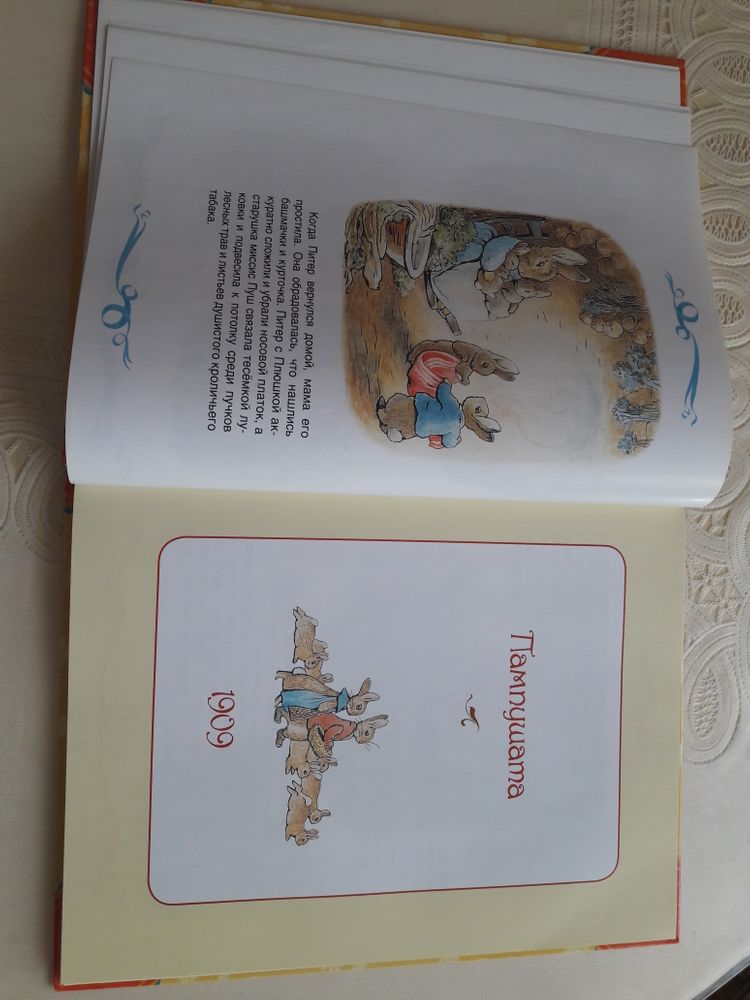 Когда Питер вернулся домой, мама его
простила. Она обрадовалась, что нашлись
башмачки и курточка. Питер с Плюшкой ак-
куратно сложили и убрали носовой платок, а
старушка миссис Пуш связала тесёмкой лу-
ковки и подвесила к потолку среди пучков
лесных трав и листьев душистого кроличьего
табака.
Пампушата
1909